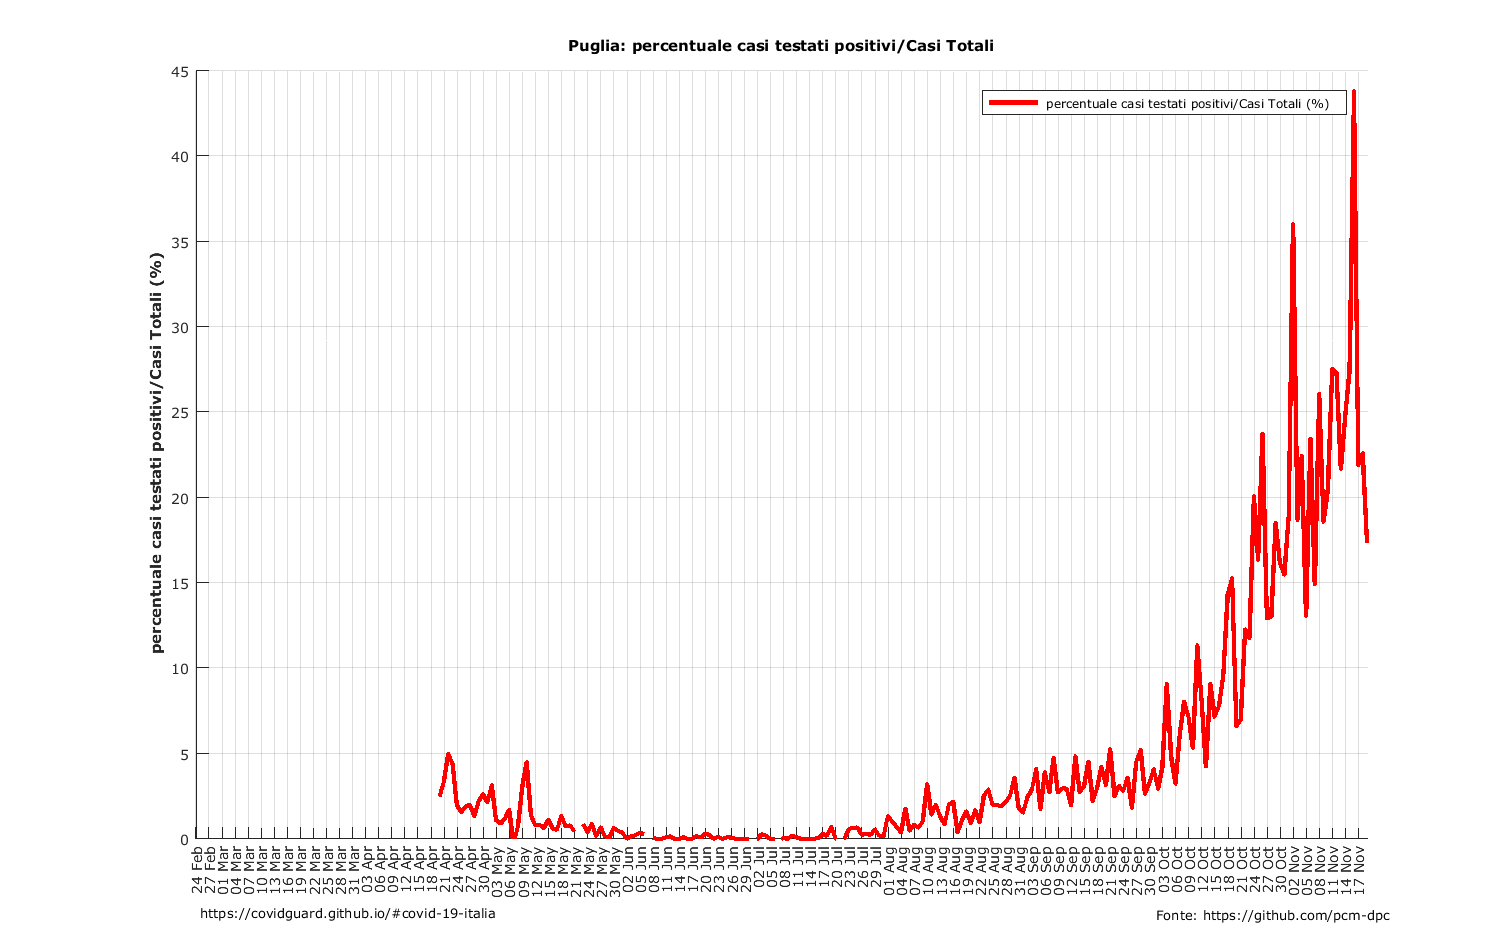 Puglia: percentuale casi testati positivi/Casi Totali
percentuale casi testati positivi/Casi Totali (%)
percentuale casi testati positivi/Casi Totali (%)
45
40
35
30
25
20
15
10
5
0
24 Feb
27 Feb
01 Mar
04 Mar
07 Mar
10 Mar
13 Mar
16 Mar
19 Mar
22 Mar
25 Mar
28 Mar
31 Mar
03 Apr
06 Apr
09 Apr
12 Apr
15 Apr
18 Apr
21 Apr
24 Apr
27 Apr
30 Apr
03 May
06 May
09 May
12 May
15 May
18 May
21 May
24 May
27 May
30 May
02 Jun
05 Jun
08 Jun
11 Jun
14 Jun
17 Jun
20 Jun
23 Jun
26 Jun
29 Jun
02 Jul
05 Jul
08 Jul
11 Jul
14 Jul
17 Jul
20 Jul
23 Jul
26 Jul
29 Jul
01 Aug
04 Aug
07 Aug
10 Aug
13 Aug
16 Aug
19 Aug
22 Aug
25 Aug
28 Aug
31 Aug
03 Sep
06 Sep
09 Sep
12 Sep
15 Sep
18 Sep
21 Sep
24 Sep
27 Sep
30 Sep
03 Oct
06 Oct
09 Oct
12 Oct
15 Oct
18 Oct
21 Oct
24 Oct
27 Oct
30 Oct
02 Nov
05 Nov
08 Nov
11 Nov
14 Nov
17 Nov
https://covidguard.github.io/#covid-19-italia
Fonte: https://github.com/pcm-dpc